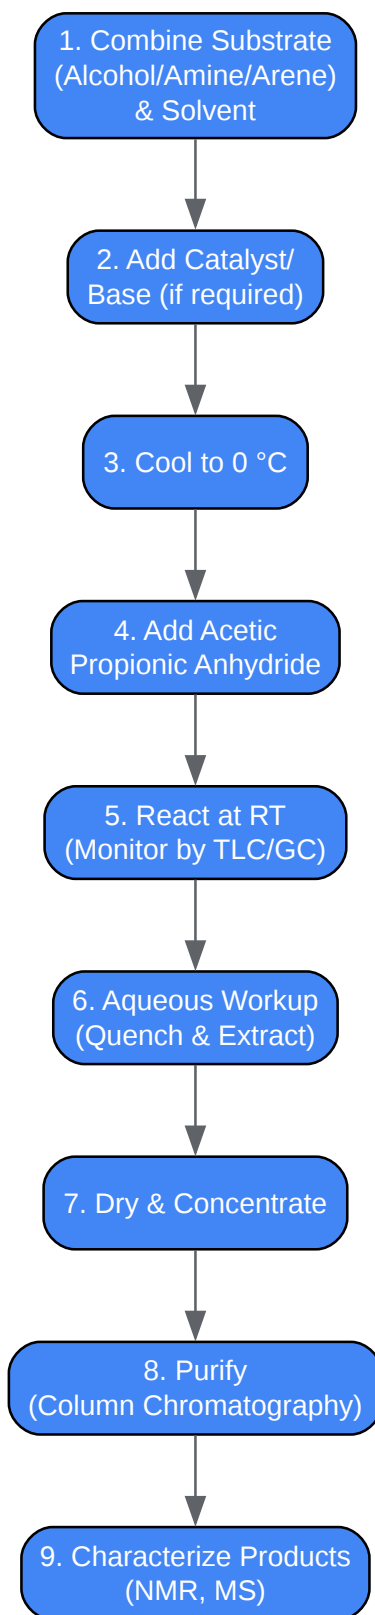 1. Combine Substrate
(Alcohol/Amine/Arene)
& Solvent
2. Add Catalyst/
Base (if required)
3. Cool to 0 °C
4. Add Acetic
Propionic Anhydride
5. React at RT
(Monitor by TLC/GC)
6. Aqueous Workup
(Quench & Extract)
7. Dry & Concentrate
8. Purify
(Column Chromatography)
9. Characterize Products
(NMR, MS)